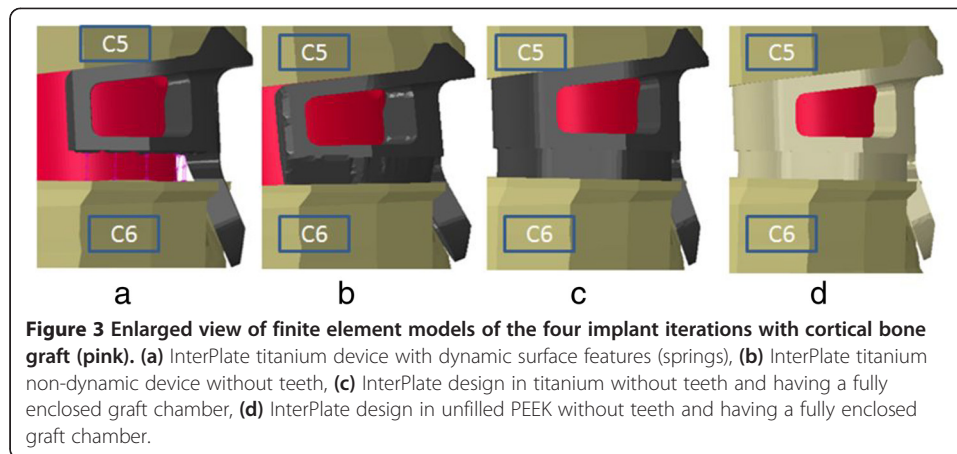 C5 C5 C5 C5
C6 C6 C6 C6
a b c d
Figure 3 Enlarged view of finite element models of the four implant iterations with cortical bone
graft (pink). (a) InterPlate titanium device with dynamic surface features (springs), (b) InterPlate titanium
non-dynamic device without teeth, (c) InterPlate design in titanium without teeth and having a fully
enclosed graft chamber, (d) InterPlate design in unfilled PEEK without teeth and having a fully enclosed
graft chamber.